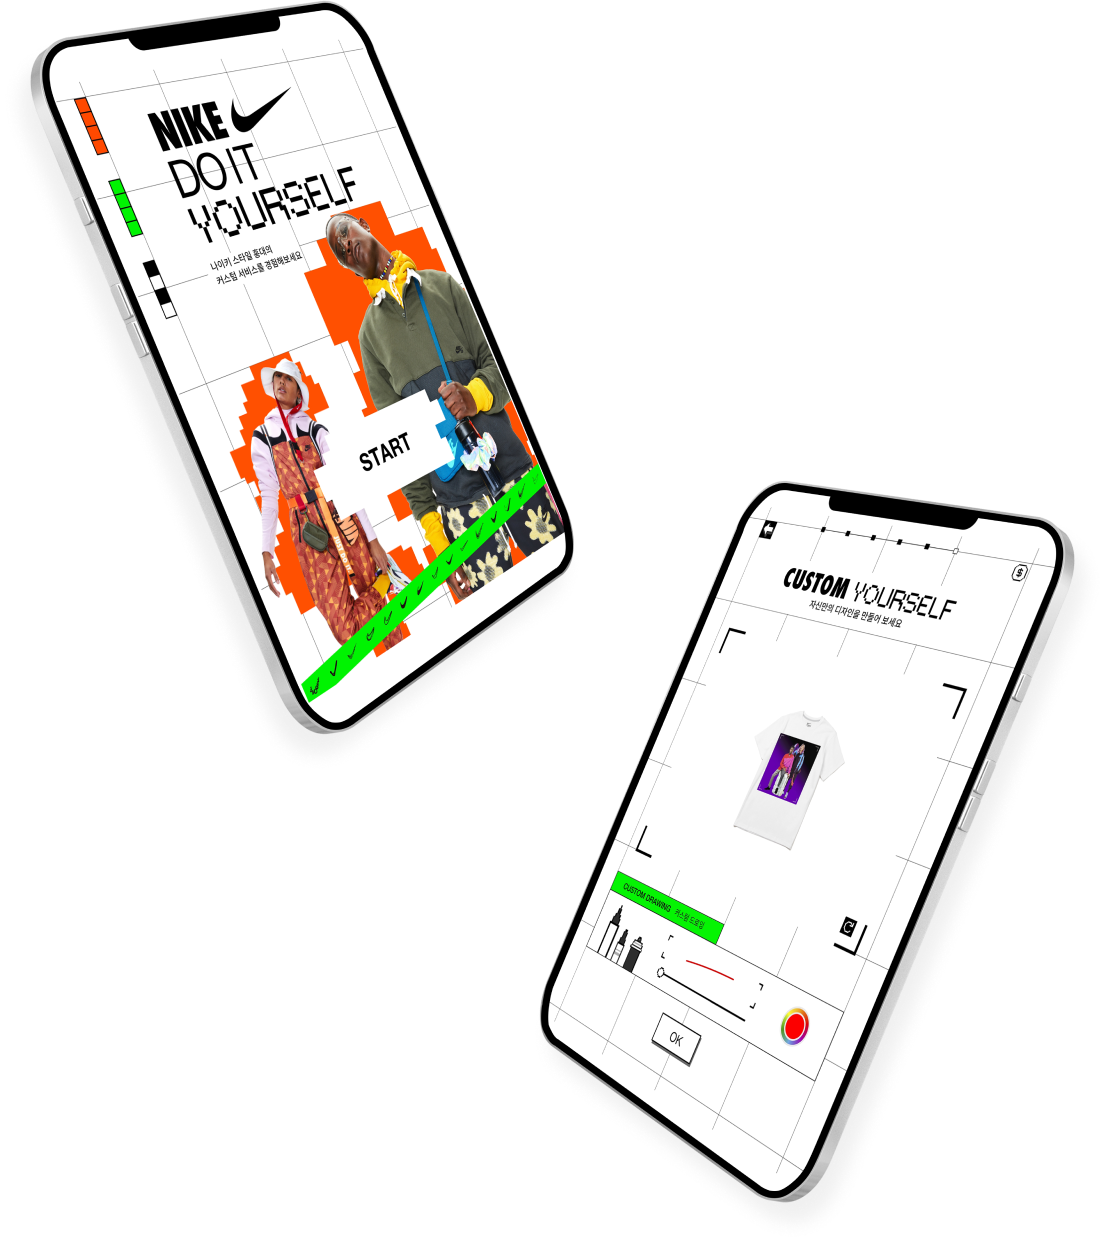 NIKE
DO IT
YOURSELF
나이키 스타일 홍대의
커스텀 서비스를 경험해보세요
START
CUSTOM YOURSELF
자신만의 디자인을 만들어 보세요
$
CUSTOM DRAWING 커스텀 드로잉
OK